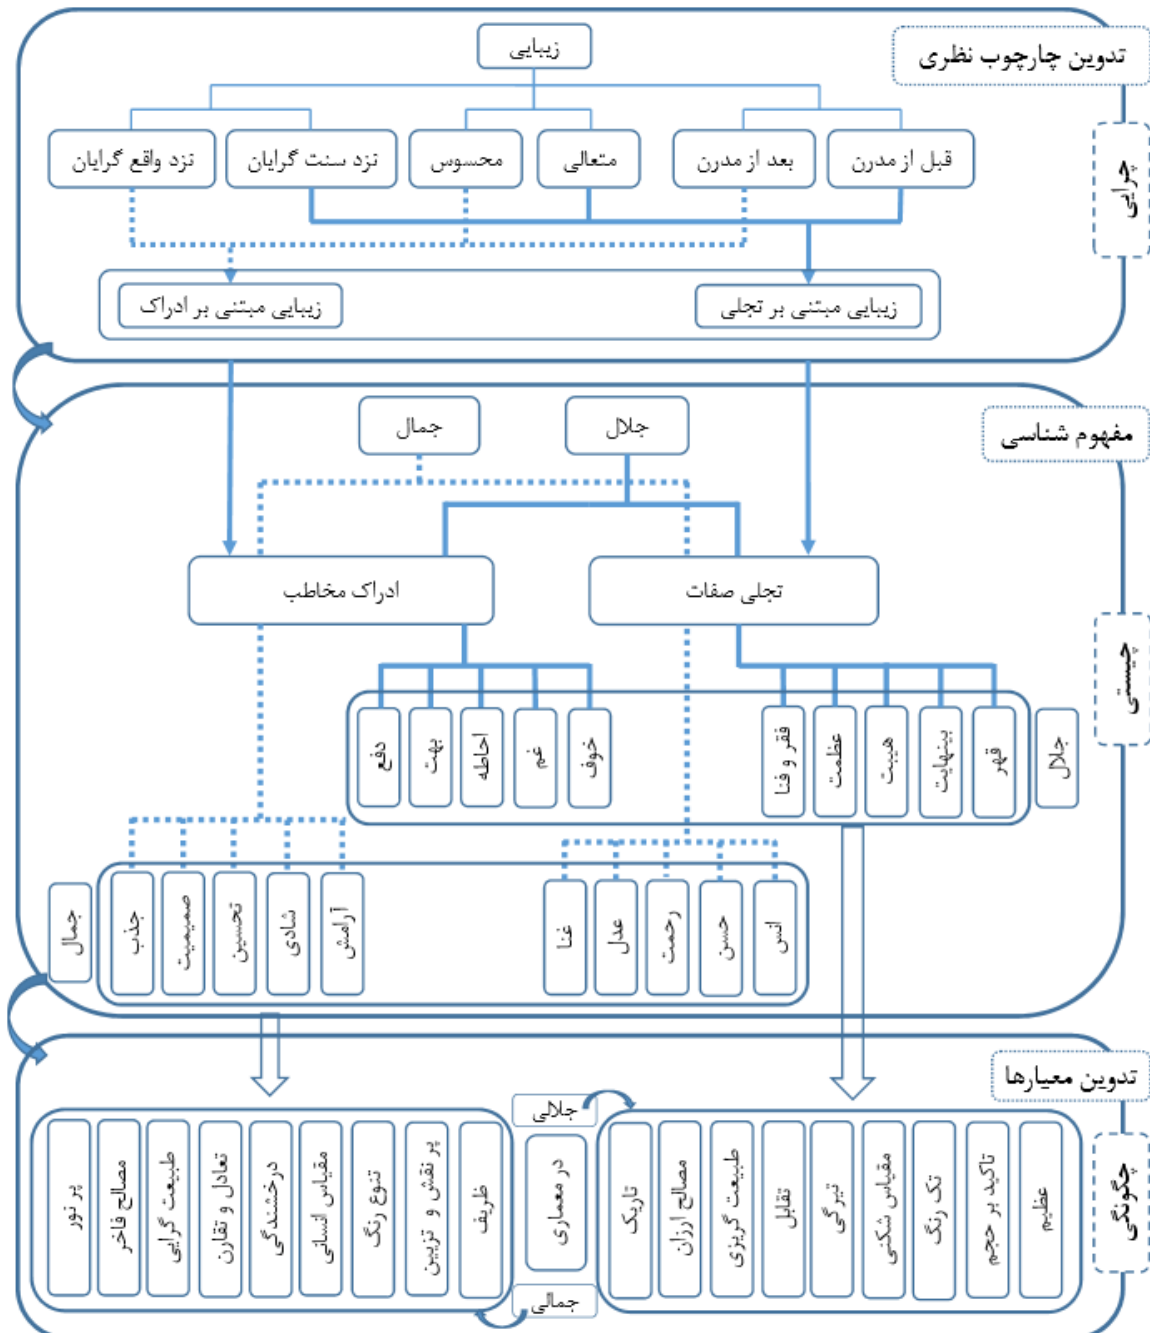 تدوین چارچوب نظری
چرایی
زیبایی
قبل از مدرن
بعد از مدرن
متعالی
محسوس
نزد سنت گرایان
نزد واقع گرایان
زیبایی مبتنی بر تجلی
زیبایی مبتنی بر ادراک
مفهوم شناسی
چیستی
جلال
جمال
تجلی صفات
ادراک مخاطب
جلال
قهر
بینهایت
هیبت
عظمت
فقر و فنا
خوف
غم
احاطه
بهت
دفع
انس
حسن
رحمت
عدل
غنا
آرامش
شادی
تحسین
صمیمیت
جذب
جمال
تدوین معیارها
چگونگی
جلالی
در معماری
جمالی
عظیم
تاکید بر حجم
تک رنگ
مقیاس شکنی
تیرگی
تقابل
طبیعت گریزی
مصالح ارزان
تاریک
ظریف
پر نقش و تزیین
تنوع رنگ
مقیاس انسانی
درخشندگی
تعادل و تقارن
طبیعت گرایی
مصالح فاخر
پر نور